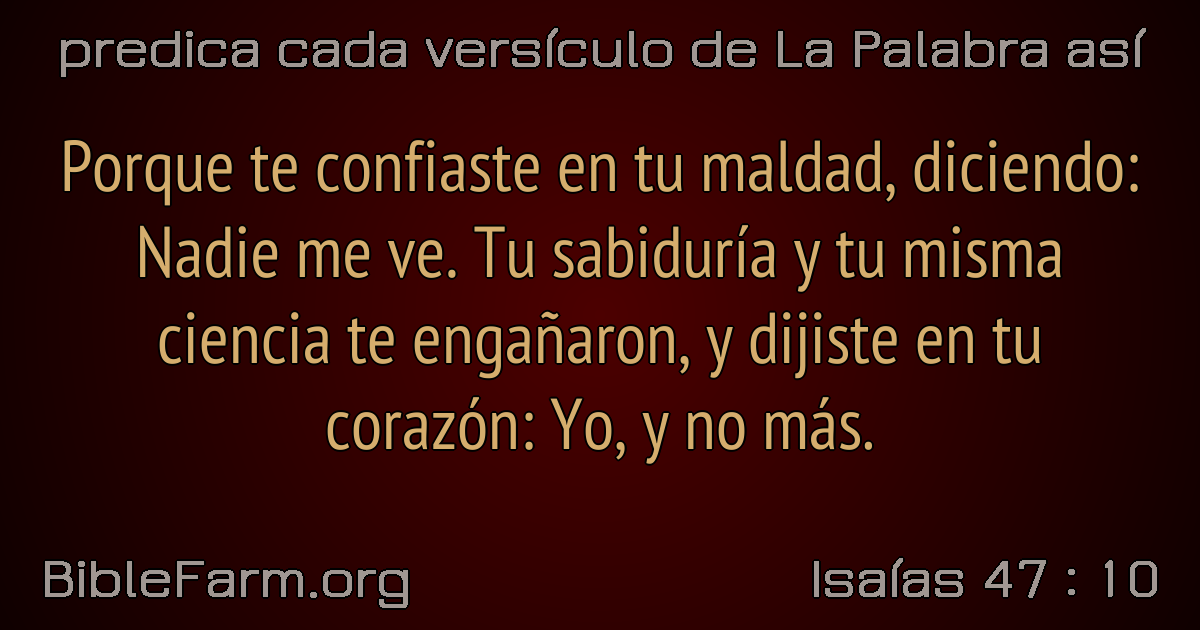 predica cada versículo de La Palabra así
Porque te confiaste en tu maldad, diciendo:
Nadie me ve. Tu sabiduría y tu misma
ciencia te engañaron, y dijiste en tu
corazón: Yo, y no más.
BibleFarm.org
Isaías 47 : 10